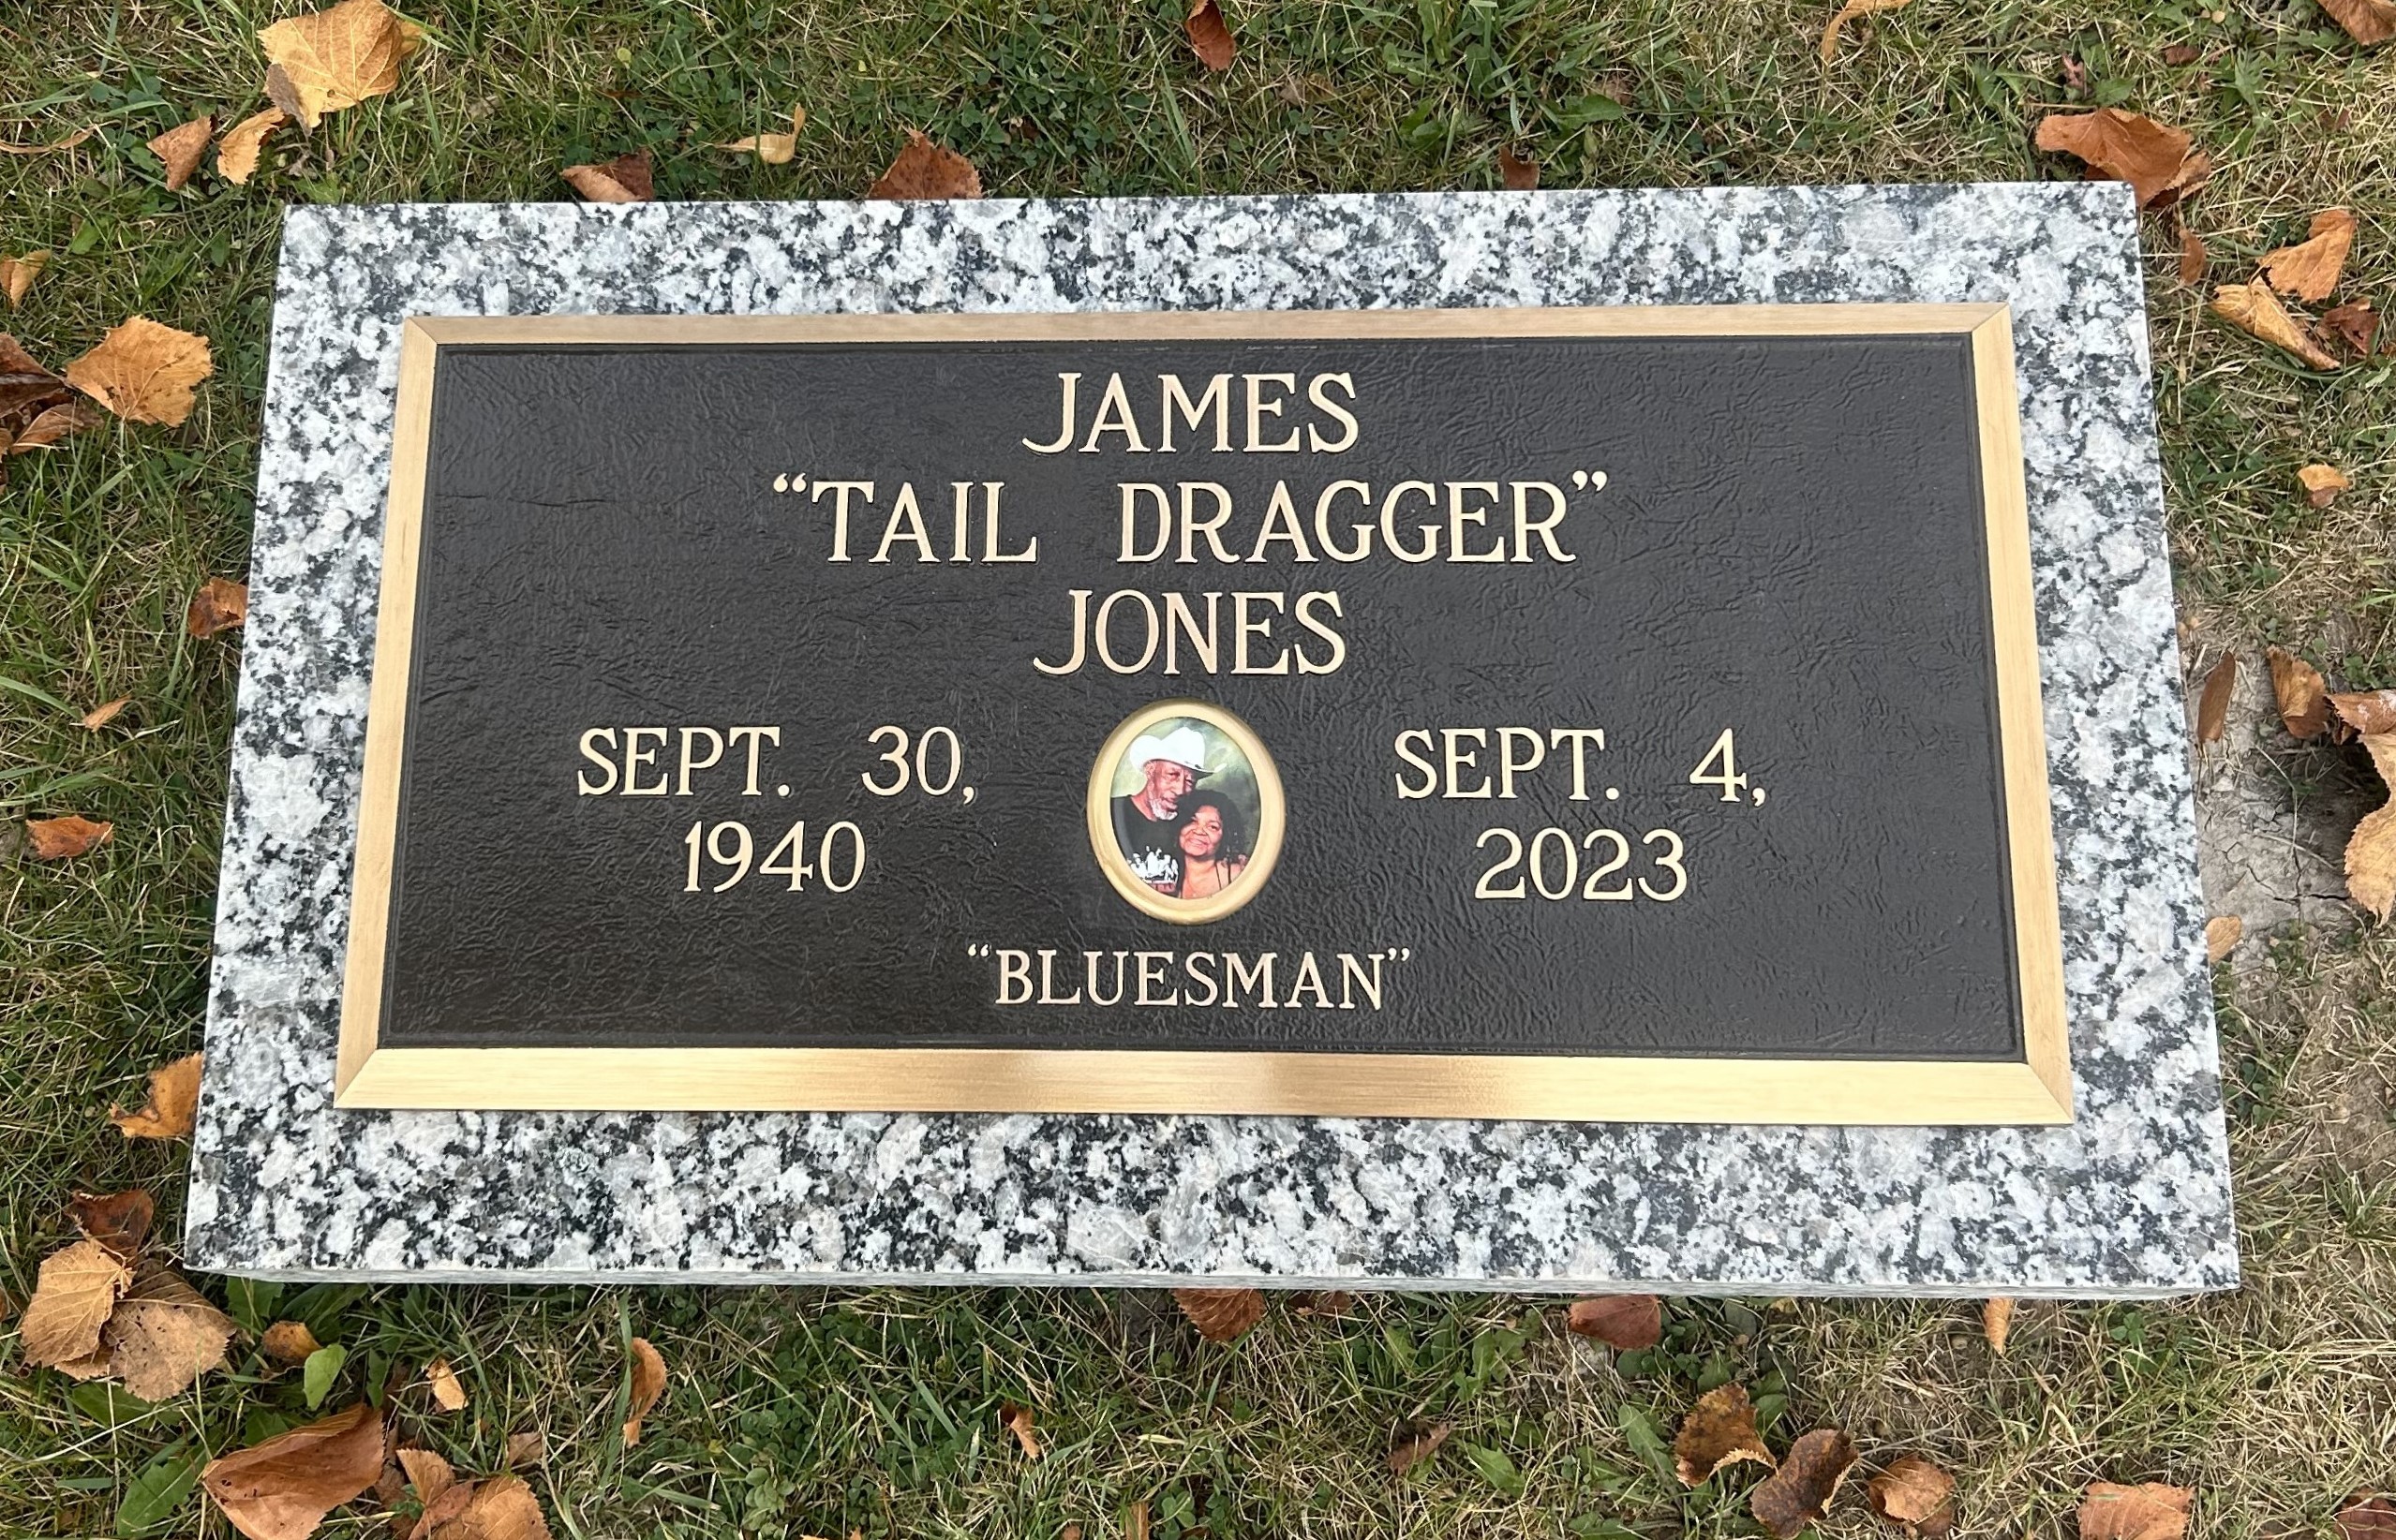 JAMES
“TAIL DRAGGER”
JONES
SEPT. 30,
1940
SEPT. 4,
2023
“BLUESMAN”